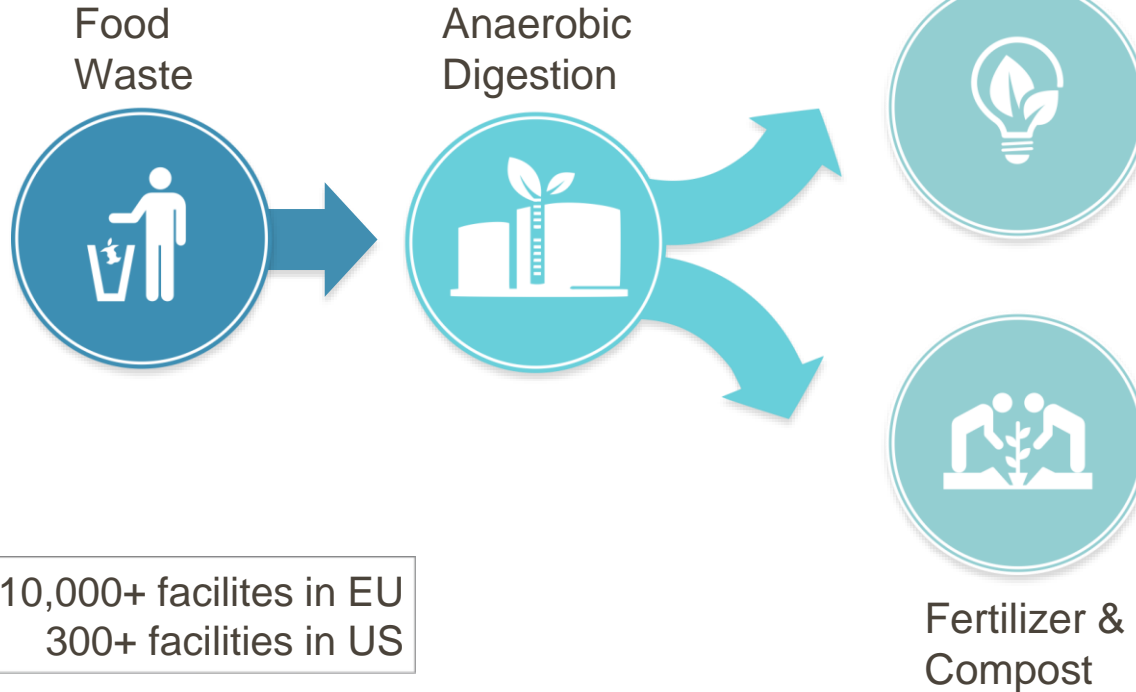 Food
Waste
Anaerobic
Digestion
10,000+ facilites in EU
300+ facilities in US
Fertilizer &
Compost